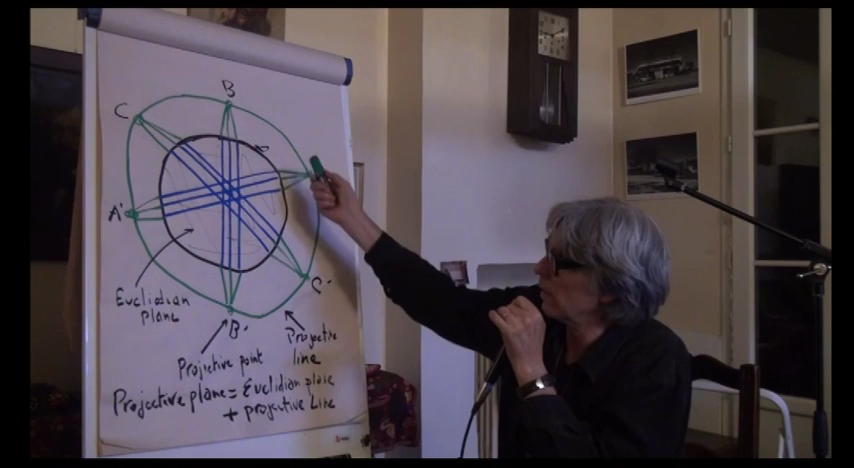 B
C
∞
A'
C'
B'
Euclidian
plane
Projective
line
Projective point
Projective plane = Euclidian plane
+ projective Line